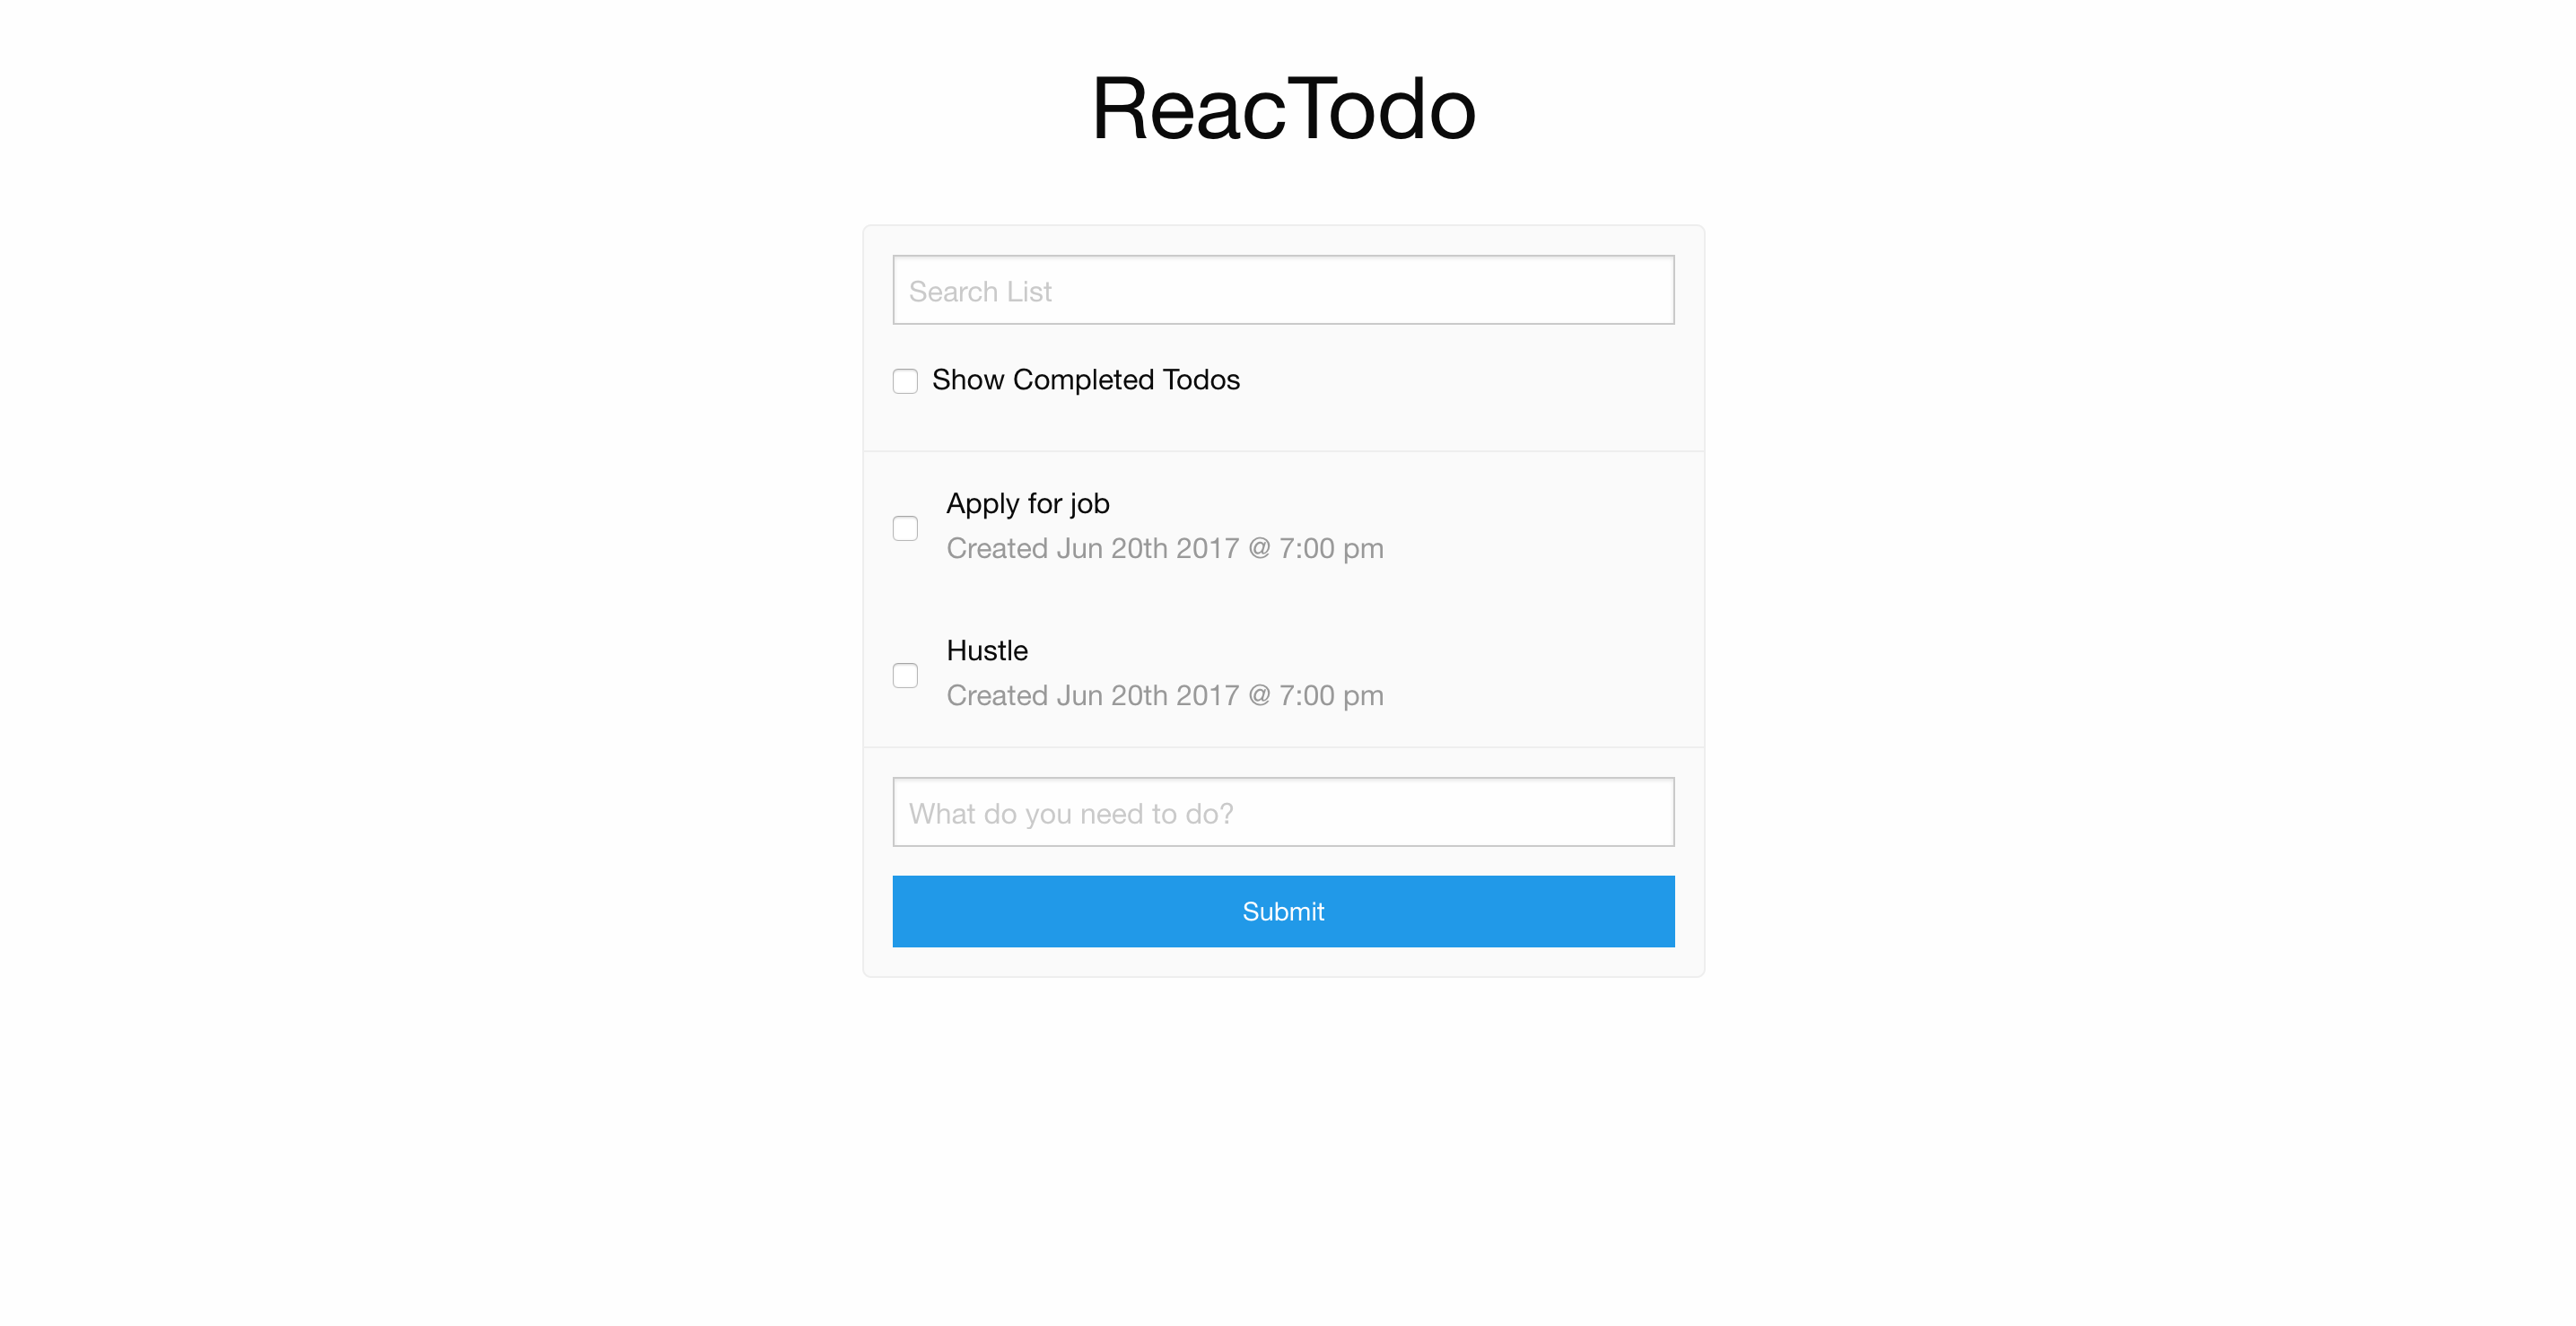 ReacTodo
Search List
Show Completed Todos
Apply for job
Created Jun 20th 2017 @ 7:00 pm
Hustle
Created Jun 20th 2017 @ 7:00 pm
What do you need to do?
Submit